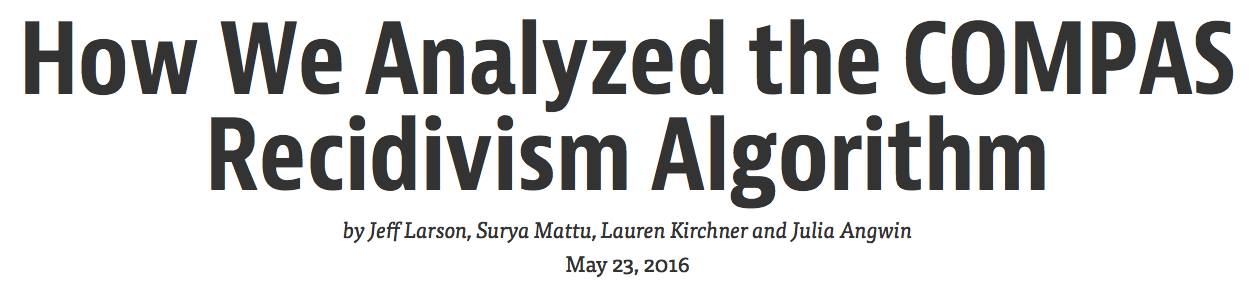 How We Analyzed the COMPAS
Recidivism Algorithm
by Jeff Larson, Surya Mattu, Lauren Kirchner and Julia Angwin
May 23, 2016